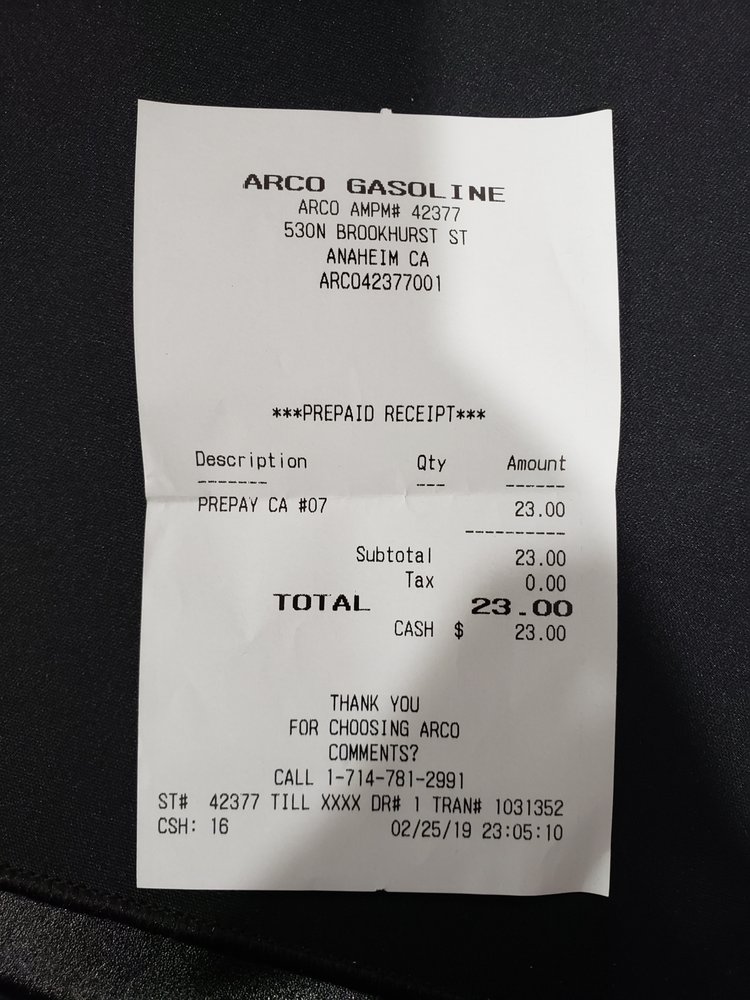 ARCO GASOLINE
ARCO AMPM# 42377
530N BROOKHURST ST
ANAHEIM CA
ARCO42377001
***PREPAID RECEIPT***
Description Qty Amount
------- --- ------
PREPAY CA #07 23.00
----------
Subtotal 23.00
Tax 0.00
TOTAL 23.00
CASH $ 23.00
THANK YOU
FOR CHOOSING ARCO
COMMENTS?
CALL 1-714-781-2991
ST# 42377 TILL XXXX DR# 1 TRAN# 1031352
CSH: 16 02/25/19 23:05:10